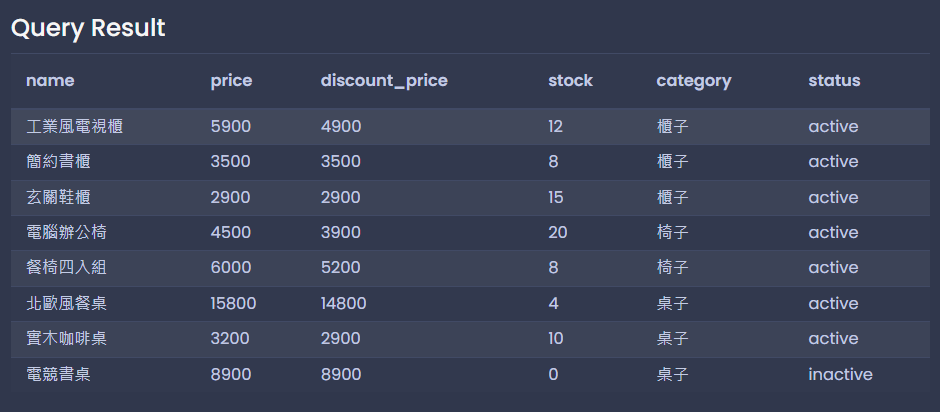 Query Result
name price discount_price stock category status
工業風電視櫃 5900 4900 12 櫃子 active
簡約書櫃 3500 3500 8 櫃子 active
玄關鞋櫃 2900 2900 15 櫃子 active
電腦辦公椅 4500 3900 20 椅子 active
餐椅四入組 6000 5200 8 椅子 active
北歐風餐桌 15800 14800 4 桌子 active
實木咖啡桌 3200 2900 10 桌子 active
電競書桌 8900 8900 0 桌子 inactive